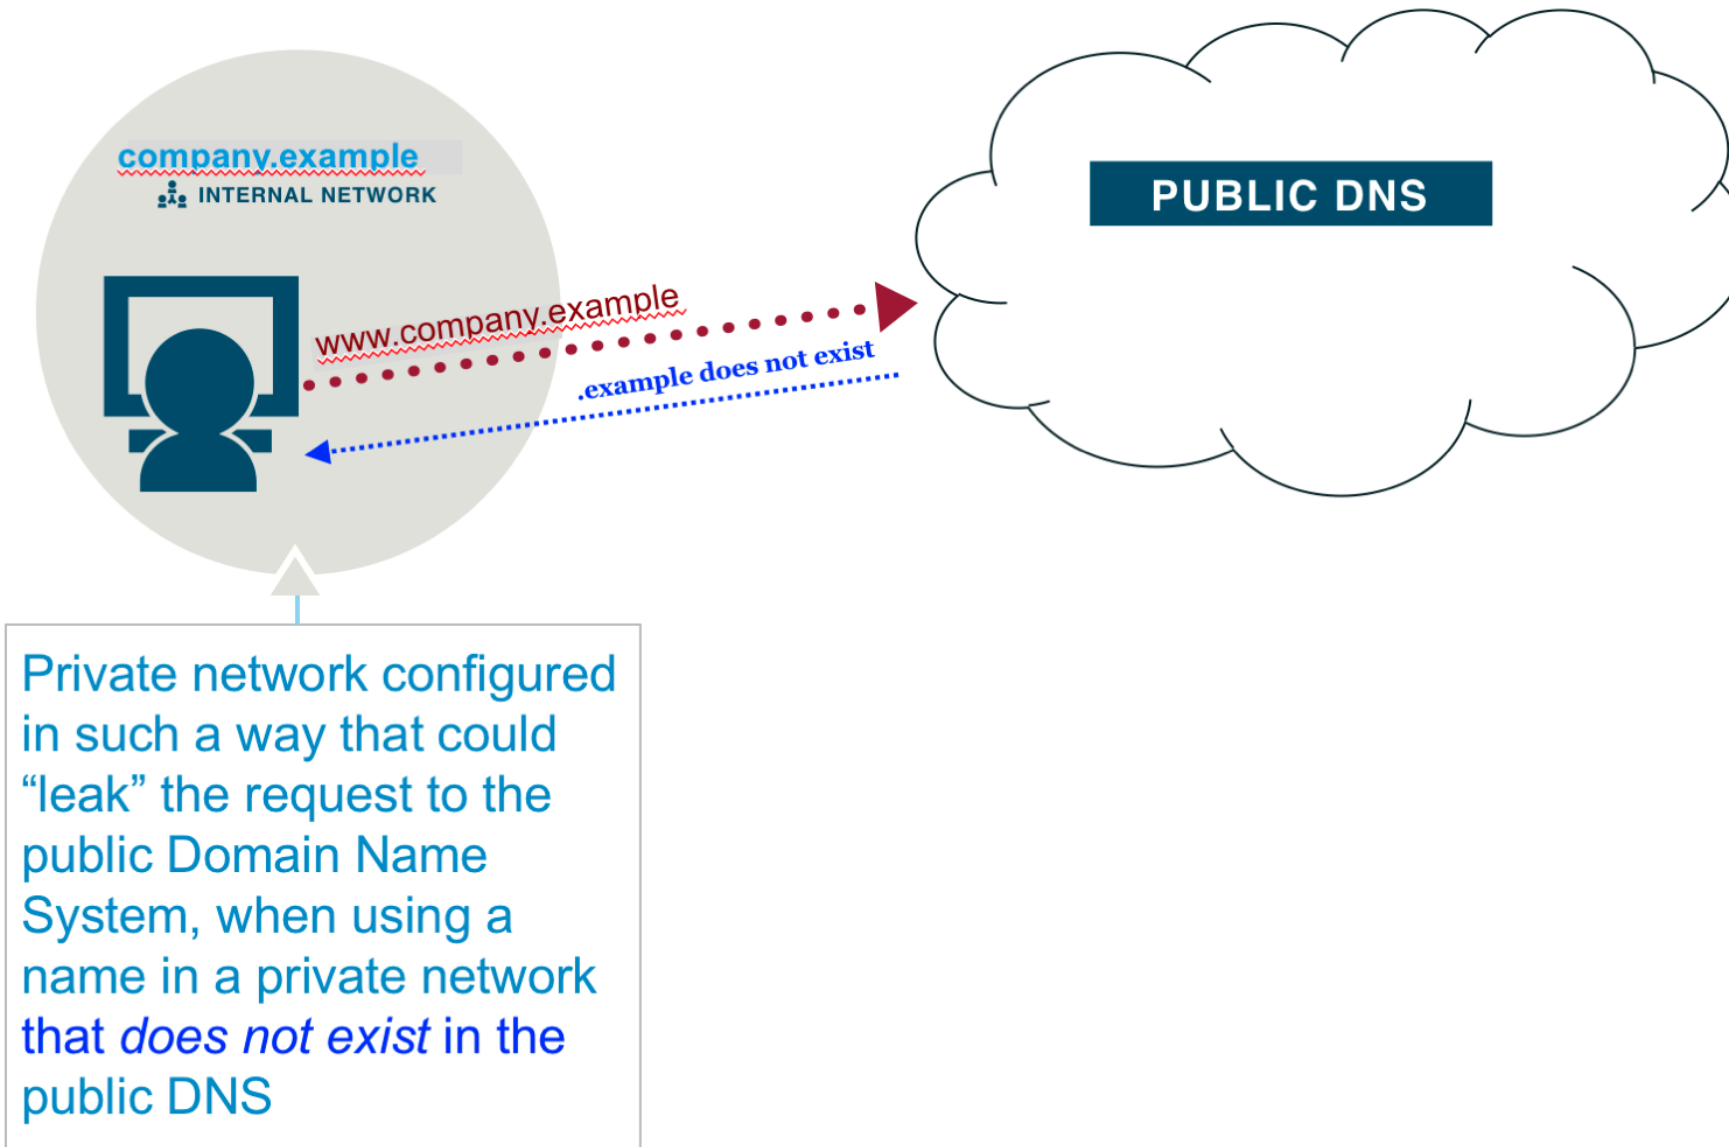 company.example
INTERNAL NETWORK
PUBLIC DNS
www.company.example
.example does not exist
Private network configured
in such a way that could
“leak” the request to the
public Domain Name
System, when using a
name in a private network
that does not exist in the
public DNS